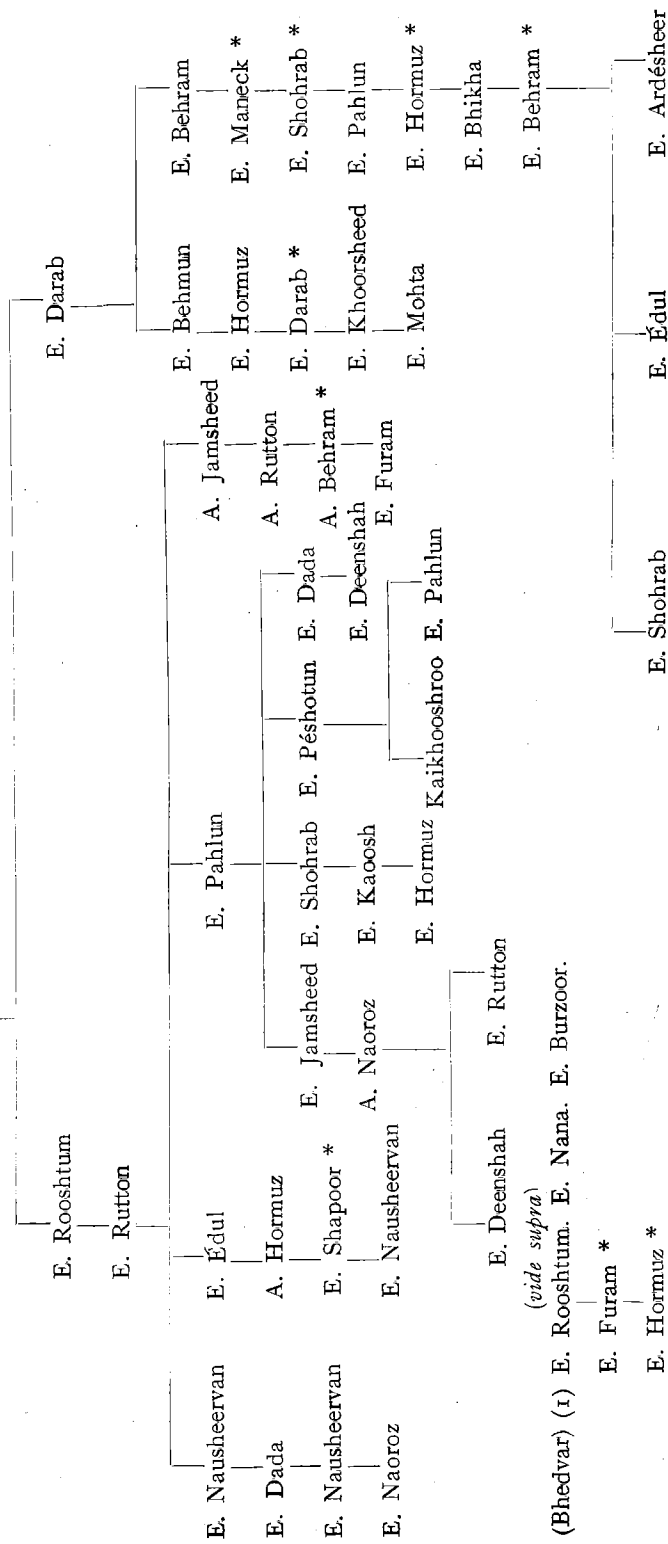 E. Rooshtum E. Darab
E. Rutton
E. Nausheervan E. Édul E. Pahlun A. Jamsheed E. Behmun E. Behram
E. Dada A. Hormuz A. Rutton E. Hormuz E. Maneck *
E. Nausheervan E. Shapoor * E. Jamsheed E. Shohrab E. Péshotun E. Dada A. Behram * E. Darab * E. Shohrab *
E. Naoroz E. Nausheervan A. Naoroz E. Kaoosh E. Deenshah E. Furam E. Khoorsheed E. Pahlun
E. Hormuz Kaikhooshroo E. Pahlun E. Mohta E. Hormuz *
E. Bhikha
E. Deenshah E. Rutton E. Behram *
(vide supra)
(Bhedvar) (1) E. Rooshtum. E. Nana. E. Burzoor.
E. Furam *
E. Hormuz *
E. Shohrab E. Édul E. Ardésheer